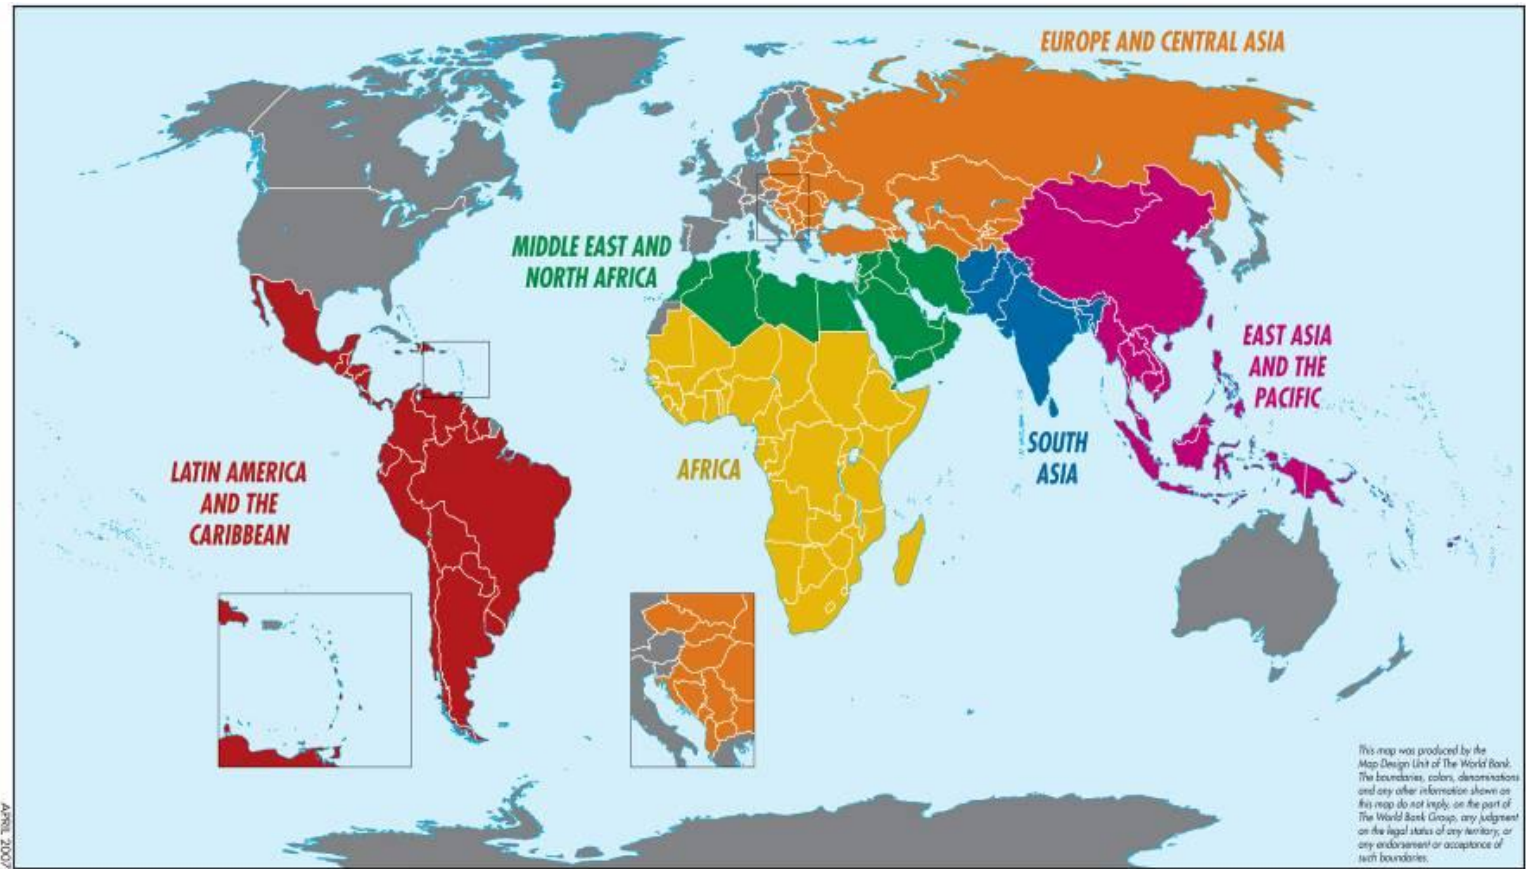 EUROPE AND CENTRAL ASIA
MIDDLE EAST AND
NORTH AFRICA
EAST ASIA
AND THE
PACIFIC
SOUTH
ASIA
AFRICA
LATIN AMERICA
AND THE
CARIBBEAN
This map was produced by the
Map Design Unit of The World Bank.
The boundaries, colors, denominations
and any other information shown on
this map do not imply, on the part of
The World Bank Group, any judgment
on the legal status of any territory, or
any endorsement or acceptance of
such boundaries.
APRIL 2007